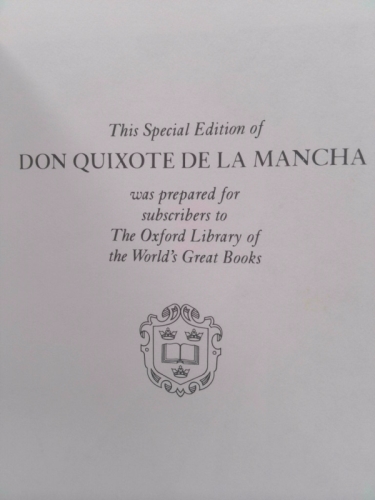 This Special Edition of
DON QUIXOTE DE LA MANCHA
was prepared for
subscribers to
The Oxford Library of
the World's Great Books